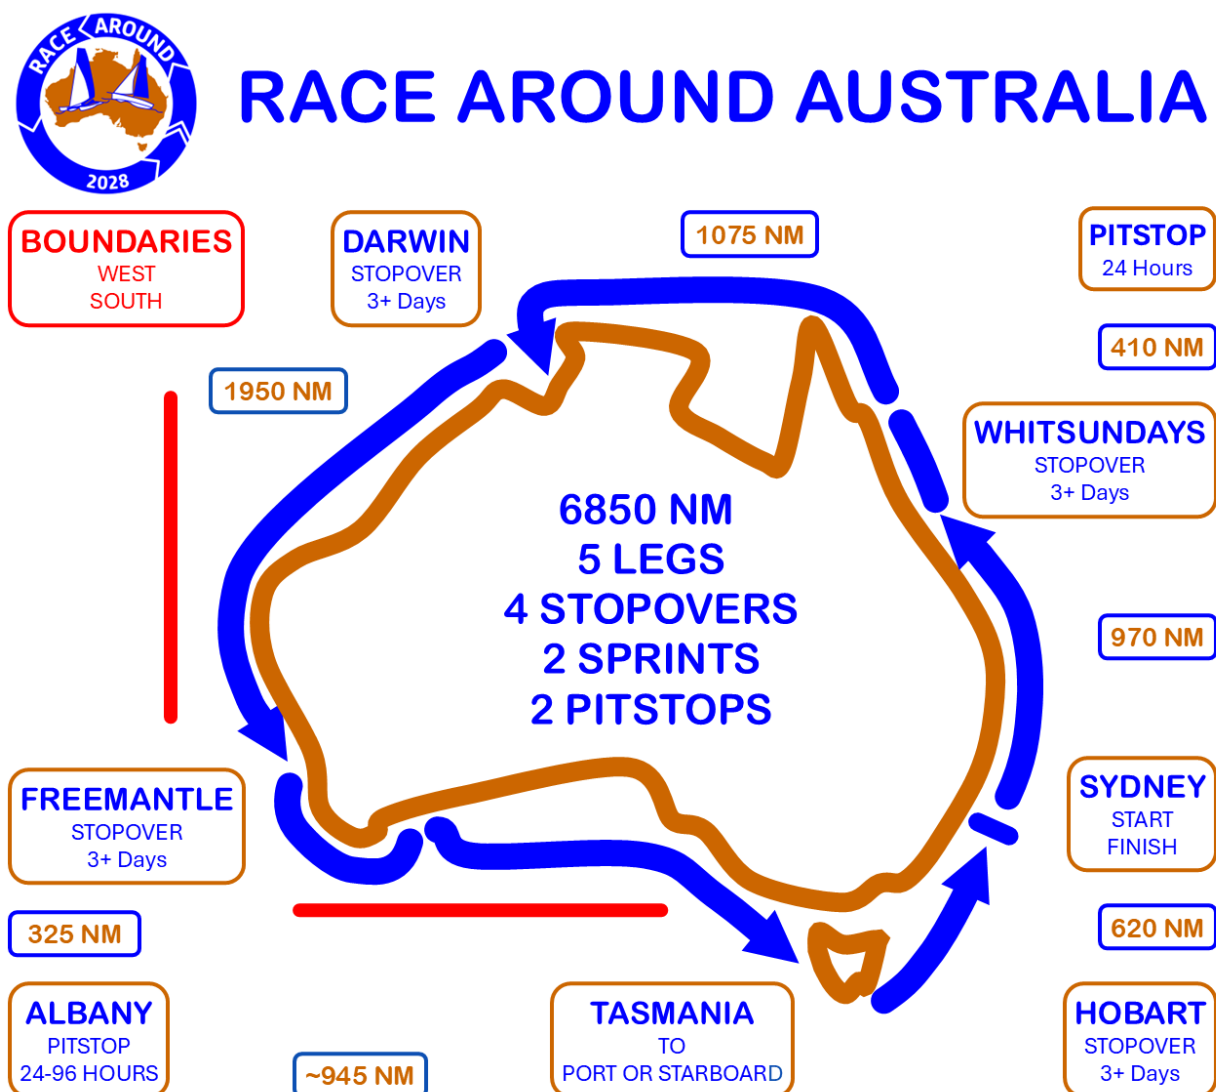 RACE AROUND
2028
RACE AROUND AUSTRALIA
BOUNDARIES
WEST
SOUTH
DARWIN
STOPOVER
3+ Days
1075 NM
PITSTOP
24 Hours
410 NM
1950 NM
WHITSUNDAYS
STOPOVER
3+ Days
6850 NM
5 LEGS
4 STOPOVERS
2 SPRINTS
2 PITSTOPS
970 NM
FREEMANTLE
STOPOVER
3+ Days
SYDNEY
START
FINISH
325 NM
620 NM
ALBANY
PITSTOP
24-96 HOURS
~945 NM
TASMANIA
TO
PORT OR STARBOARD
HOBART
STOPOVER
3+ Days